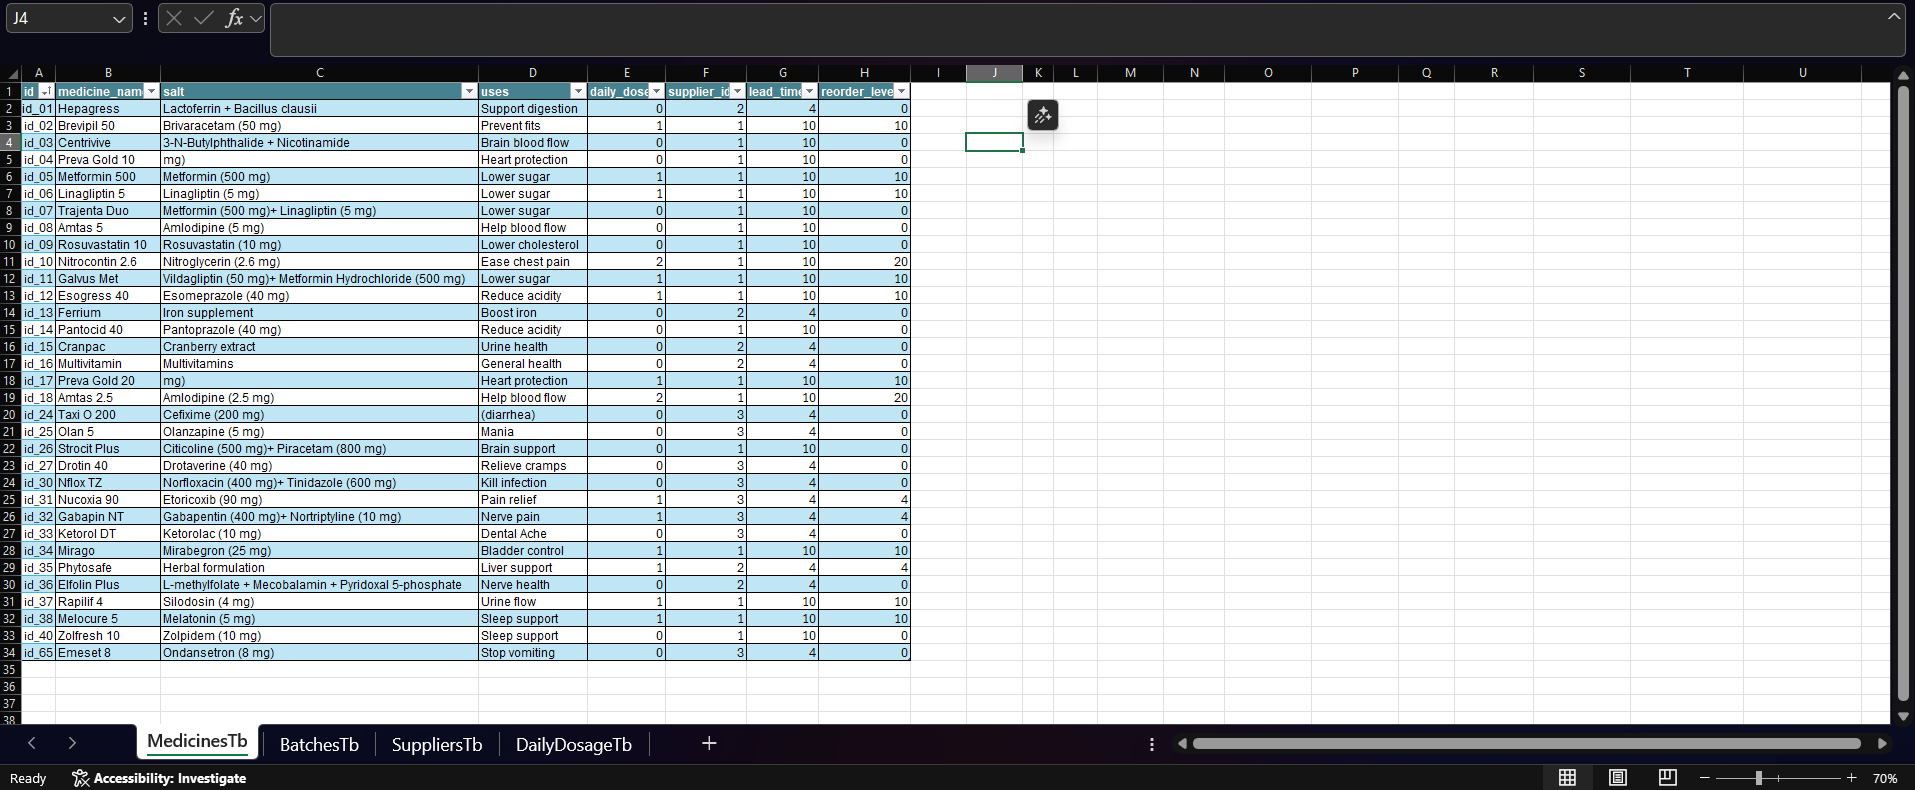 J4
fx
A B C D E F G H I J K L M N O P Q R S T U
1 id medicine_nam salt uses daily_dose supplier_id lead_time reorder_leve
2 id_01 Hepagress Lactoferrin + Bacillus clausii Support digestion 0 2 4 0
3 id_02 Brevipil 50 Brivaracetam (50 mg) Prevent fits 1 1 10 10
4 id_03 Centrivive 3-N-Butylphthalide + Nicotinamide Brain blood flow 0 1 10 0
5 id_04 Preva Gold 10 mg) Heart protection 0 1 10 0
6 id_05 Metformin 500 Metformin (500 mg) Lower sugar 1 1 10 10
7 id_06 Linagliptin 5 Linagliptin (5 mg) Lower sugar 1 1 10 10
8 id_07 Trajenta Duo Metformin (500 mg)+ Linagliptin (5 mg) Lower sugar 0 1 10 0
9 id_08 Amtas 5 Amlodipine (5 mg) Help blood flow 0 1 10 0
10 id_09 Rosuvastatin 10 Rosuvastatin (10 mg) Lower cholesterol 0 1 10 0
11 id_10 Nitrocontin 2.6 Nitroglycerin (2.6 mg) Ease chest pain 2 1 10 20
12 id_11 Galvus Met Vildagliptin (50 mg)+ Metformin Hydrochloride (500 mg) Lower sugar 1 1 10 10
13 id_12 Esogress 40 Esomeprazole (40 mg) Reduce acidity 1 1 10 10
14 id_13 Ferrium Iron supplement Boost iron 0 2 4 0
15 id_14 Pantocid 40 Pantoprazole (40 mg) Reduce acidity 0 1 10 0
16 id_15 Cranpac Cranberry extract Urine health 0 2 4 0
17 id_16 Multivitamin Multivitamins General health 0 2 4 0
18 id_17 Preva Gold 20 mg) Heart protection 1 1 10 10
19 id_18 Amtas 2.5 Amlodipine (2.5 mg) Help blood flow 2 1 10 20
20 id_24 Taxi O 200 Cefixime (200 mg) (diarrhea) 0 3 4 0
21 id_25 Olan 5 Olanzapine (5 mg) Mania 0 3 4 0
22 id_26 Strocit Plus Citicoline (500 mg)+ Piracetam (800 mg) Brain support 0 1 10 0
23 id_27 Drotin 40 Drotaverine (40 mg) Relieve cramps 0 3 4 0
24 id_30 Nflox TZ Norfloxacin (400 mg)+ Tinidazole (600 mg) Kill infection 0 3 4 0
25 id_31 Nucoxia 90 Etoricoxib (90 mg) Pain relief 1 3 4 4
26 id_32 Gabapin NT Gabapentin (400 mg)+ Nortriptyline (10 mg) Nerve pain 1 3 4 4
27 id_33 Ketorol DT Ketorolac (10 mg) Dental Ache 0 3 4 0
28 id_34 Mirago Mirabegron (25 mg) Bladder control 1 1 10 10
29 id_35 Phytosafe Herbal formulation Liver support 1 2 4 4
30 id_36 Elfolin Plus L-methylfolate + Mecobalamin + Pyridoxal 5-phosphate Nerve health 0 2 4 0
31 id_37 Rapilif 4 Silodosin (4 mg) Urine flow 1 1 10 10
32 id_38 Melocure 5 Melatonin (5 mg) Sleep support 1 1 10 10
33 id_40 Zolfresh 10 Zolpidem (10 mg) Sleep support 0 1 10 0
34 id_65 Emeset 8 Ondansetron (8 mg) Stop vomiting 0 3 4 0
35
36
37
38
MedicinesTb BatchesTb SuppliersTb DailyDosageTb
Ready Accessibility: Investigate 70%